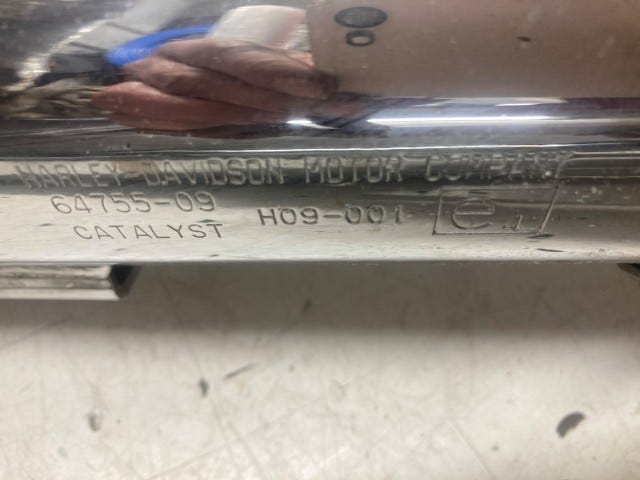 HARLEY-DAVIDSON MOTOR COMPANY
64755-09 H09-001 e
CATALYST